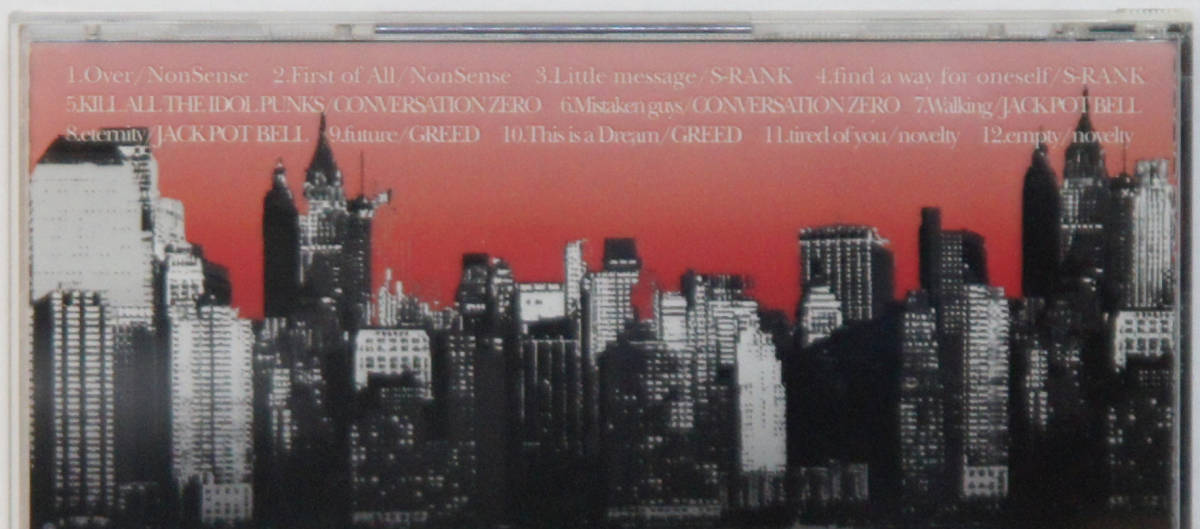 1.Over/NonSense 2.First of All/NonSense 3.Little message/S-RANK 4.find a way for oneself/S-RANK
5.KILL ALL THE IDOL PUNKS/CONVERSATION ZERO 6.Mistaken guys/CONVERSATION ZERO 7.Walking/JACK POT BELL
8.eternity/JACK POT BELL 9.future/GREED 10.This is a Dream/GREED 11.tired of you/novelty 12.empty/novelty